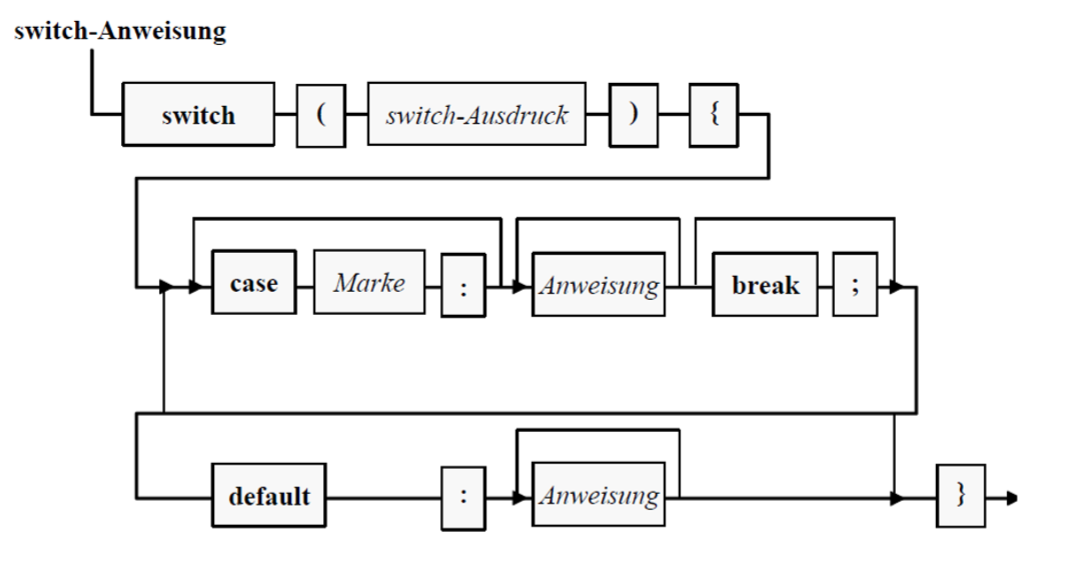 switch-Anweisung
switch ( switch-Ausdruck ) {
case Marke : Anweisung break ;
default : Anweisung }